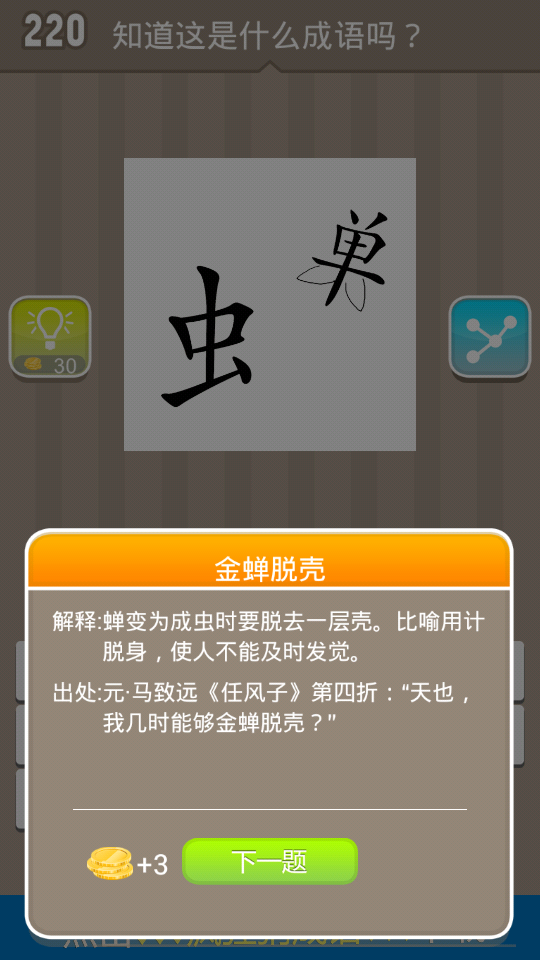 220 知道这是什么成语吗？
虫
单
30
金蝉脱壳
解释:蝉变为成虫时要脱去一层壳。比喻用计
脱身，使人不能及时发觉。
出处:元·马致远《任风子》第四折：“天也，
我几时能够金蝉脱壳？”
+3
下一题